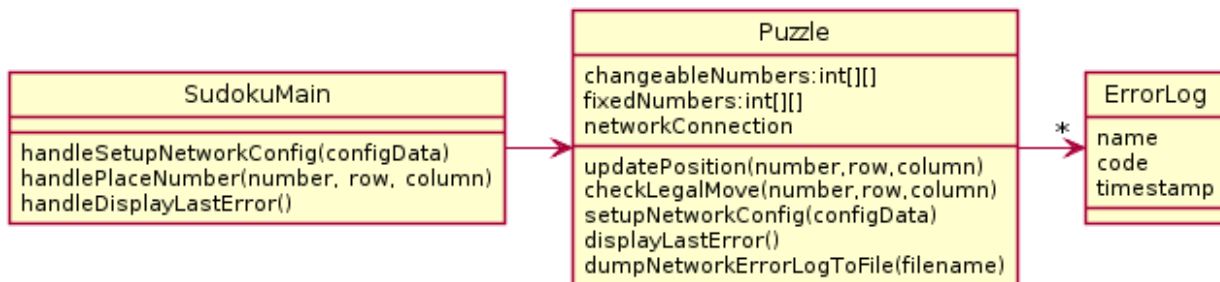 SudokuMain
handleSetupNetworkConfig(configData)
handlePlaceNumber(number, row, column)
handleDisplayLastError()
Puzzle
changeableNumbers:int[][]
fixedNumbers:int[][]
networkConnection
updatePosition(number,row,column)
checkLegalMove(number,row,column)
setupNetworkConfig(configData)
displayLastError()
dumpNetworkErrorLogToFile(filename)
*
ErrorLog
name
code
timestamp